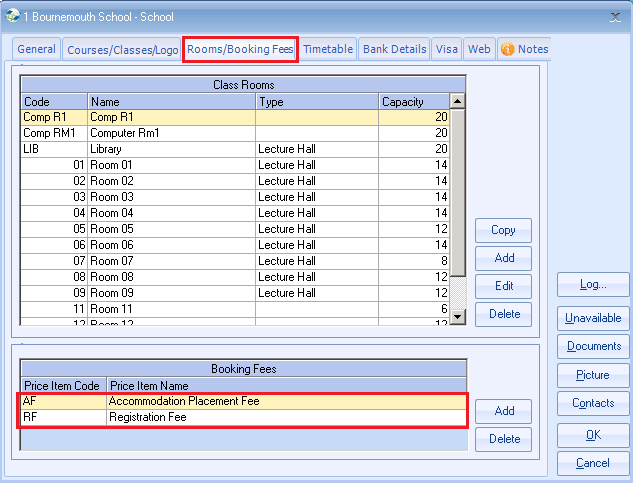 1 Bournemouth School - School
General Courses/Classes/Logo Rooms/Booking Fees Timetable Bank Details Visa Web Notes
Class Rooms
Code Name Type Capacity
Comp R1 Comp R1 20
Comp RM1 Computer Rm1 20
LIB Library Lecture Hall 20
01 Room 01 Lecture Hall 14
02 Room 02 Lecture Hall 14
03 Room 03 Lecture Hall 14
04 Room 04 Lecture Hall 14
05 Room 05 Lecture Hall 12
06 Room 06 Lecture Hall 14
07 Room 07 Lecture Hall 8
08 Room 08 Lecture Hall 12
09 Room 09 Lecture Hall 12
11 Room 11 6
12 Room 12 12
Copy
Add
Edit
Delete
Booking Fees
Price Item Code Price Item Name
AF Accommodation Placement Fee
RF Registration Fee
Add
Delete
Log...
Unavailable
Documents
Picture
Contacts
OK
Cancel